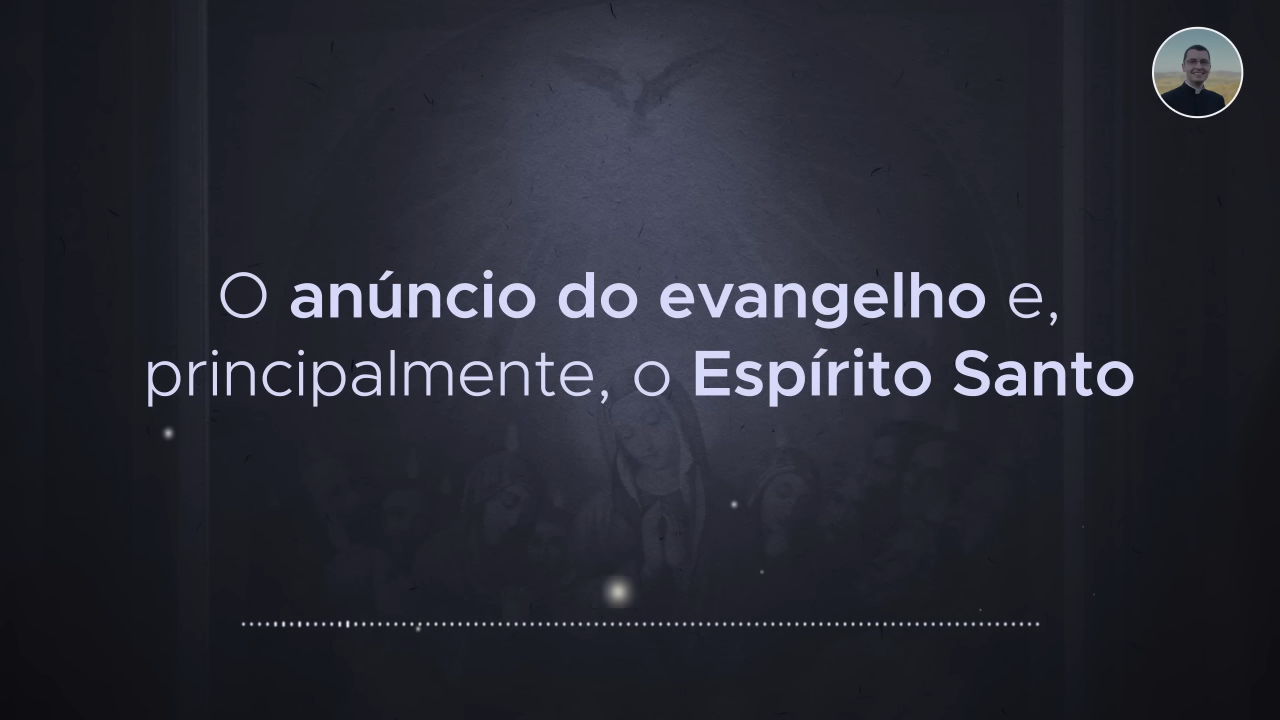 O anúncio do evangelho e,
principalmente, o Espírito Santo